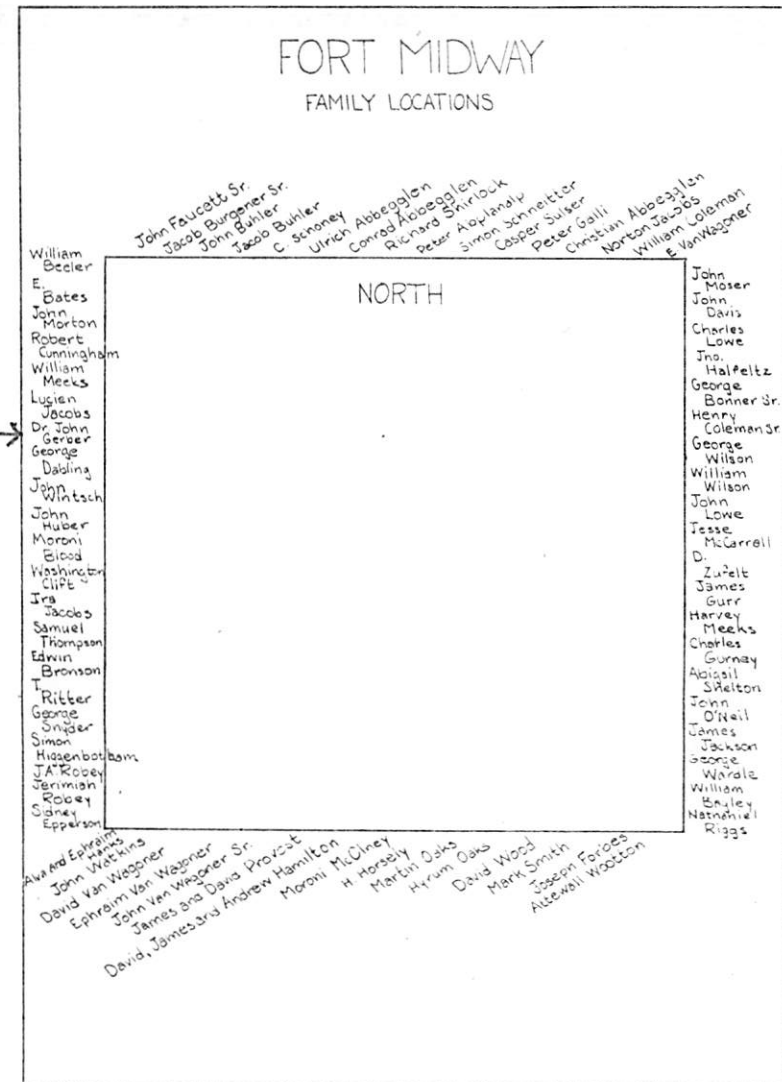 FORT MIDWAY
FAMILY LOCATIONS
John Faucett Sr.
Jacob Burgener Sr.
John Buhler
Jacob Buhler
C. Schoney
Ulrich Abbegglen
Conrad Abbegglen
Richard Shirlock
Peter Abplanalp
Simon Schneitter
Casper Sulser
Peter Galli
Christian Abbegglen
Norton Jacobs
William Coleman
E. VanWagoner
NORTH
William
Beeler
E.
Bates
John
Morton
Robert
Cunningham
William
Meeks
Lucien
Jacobs
Dr. John
Gerber
George
Dabling
John
Wintsch
John
Huber
Moroni
Blood
Washington
Clift
Ira
Jacobs
Samuel
Thompson
Edwin
Bronson
T.
Ritter
George
Snyder
Simon
Higgenbotham
J.A. Robey
Jerimiah
Robey
Sidney
Epperson
John
Moser
John
Davis
Charles
Lowe
Jno.
Halfeltz
George
Bonner Sr.
Henry
Coleman Sr.
George
Wilson
William
Wilson
John
Lowe
Jesse
McCarrell
D.
James
Gurr
Harvey
Meeks
Charles
Gurney
Abigail
Shelton
John
O'Neil
James
Jackson
George
Wardle
William
Bayley
Nathaniel
Riggs
Alva And Ephraim
Hanks
John Watkins
David Van Wagoner
Ephraim Van Wagoner
John Van Wagoner Sr.
James and David Provost
David, James and Andrew Hamilton
Moroni McOlney
H. Horsely
Martin Oaks
Hyrum Oaks
David Wood
Mark Smith
Joseph Forbes
Attewall Wootton